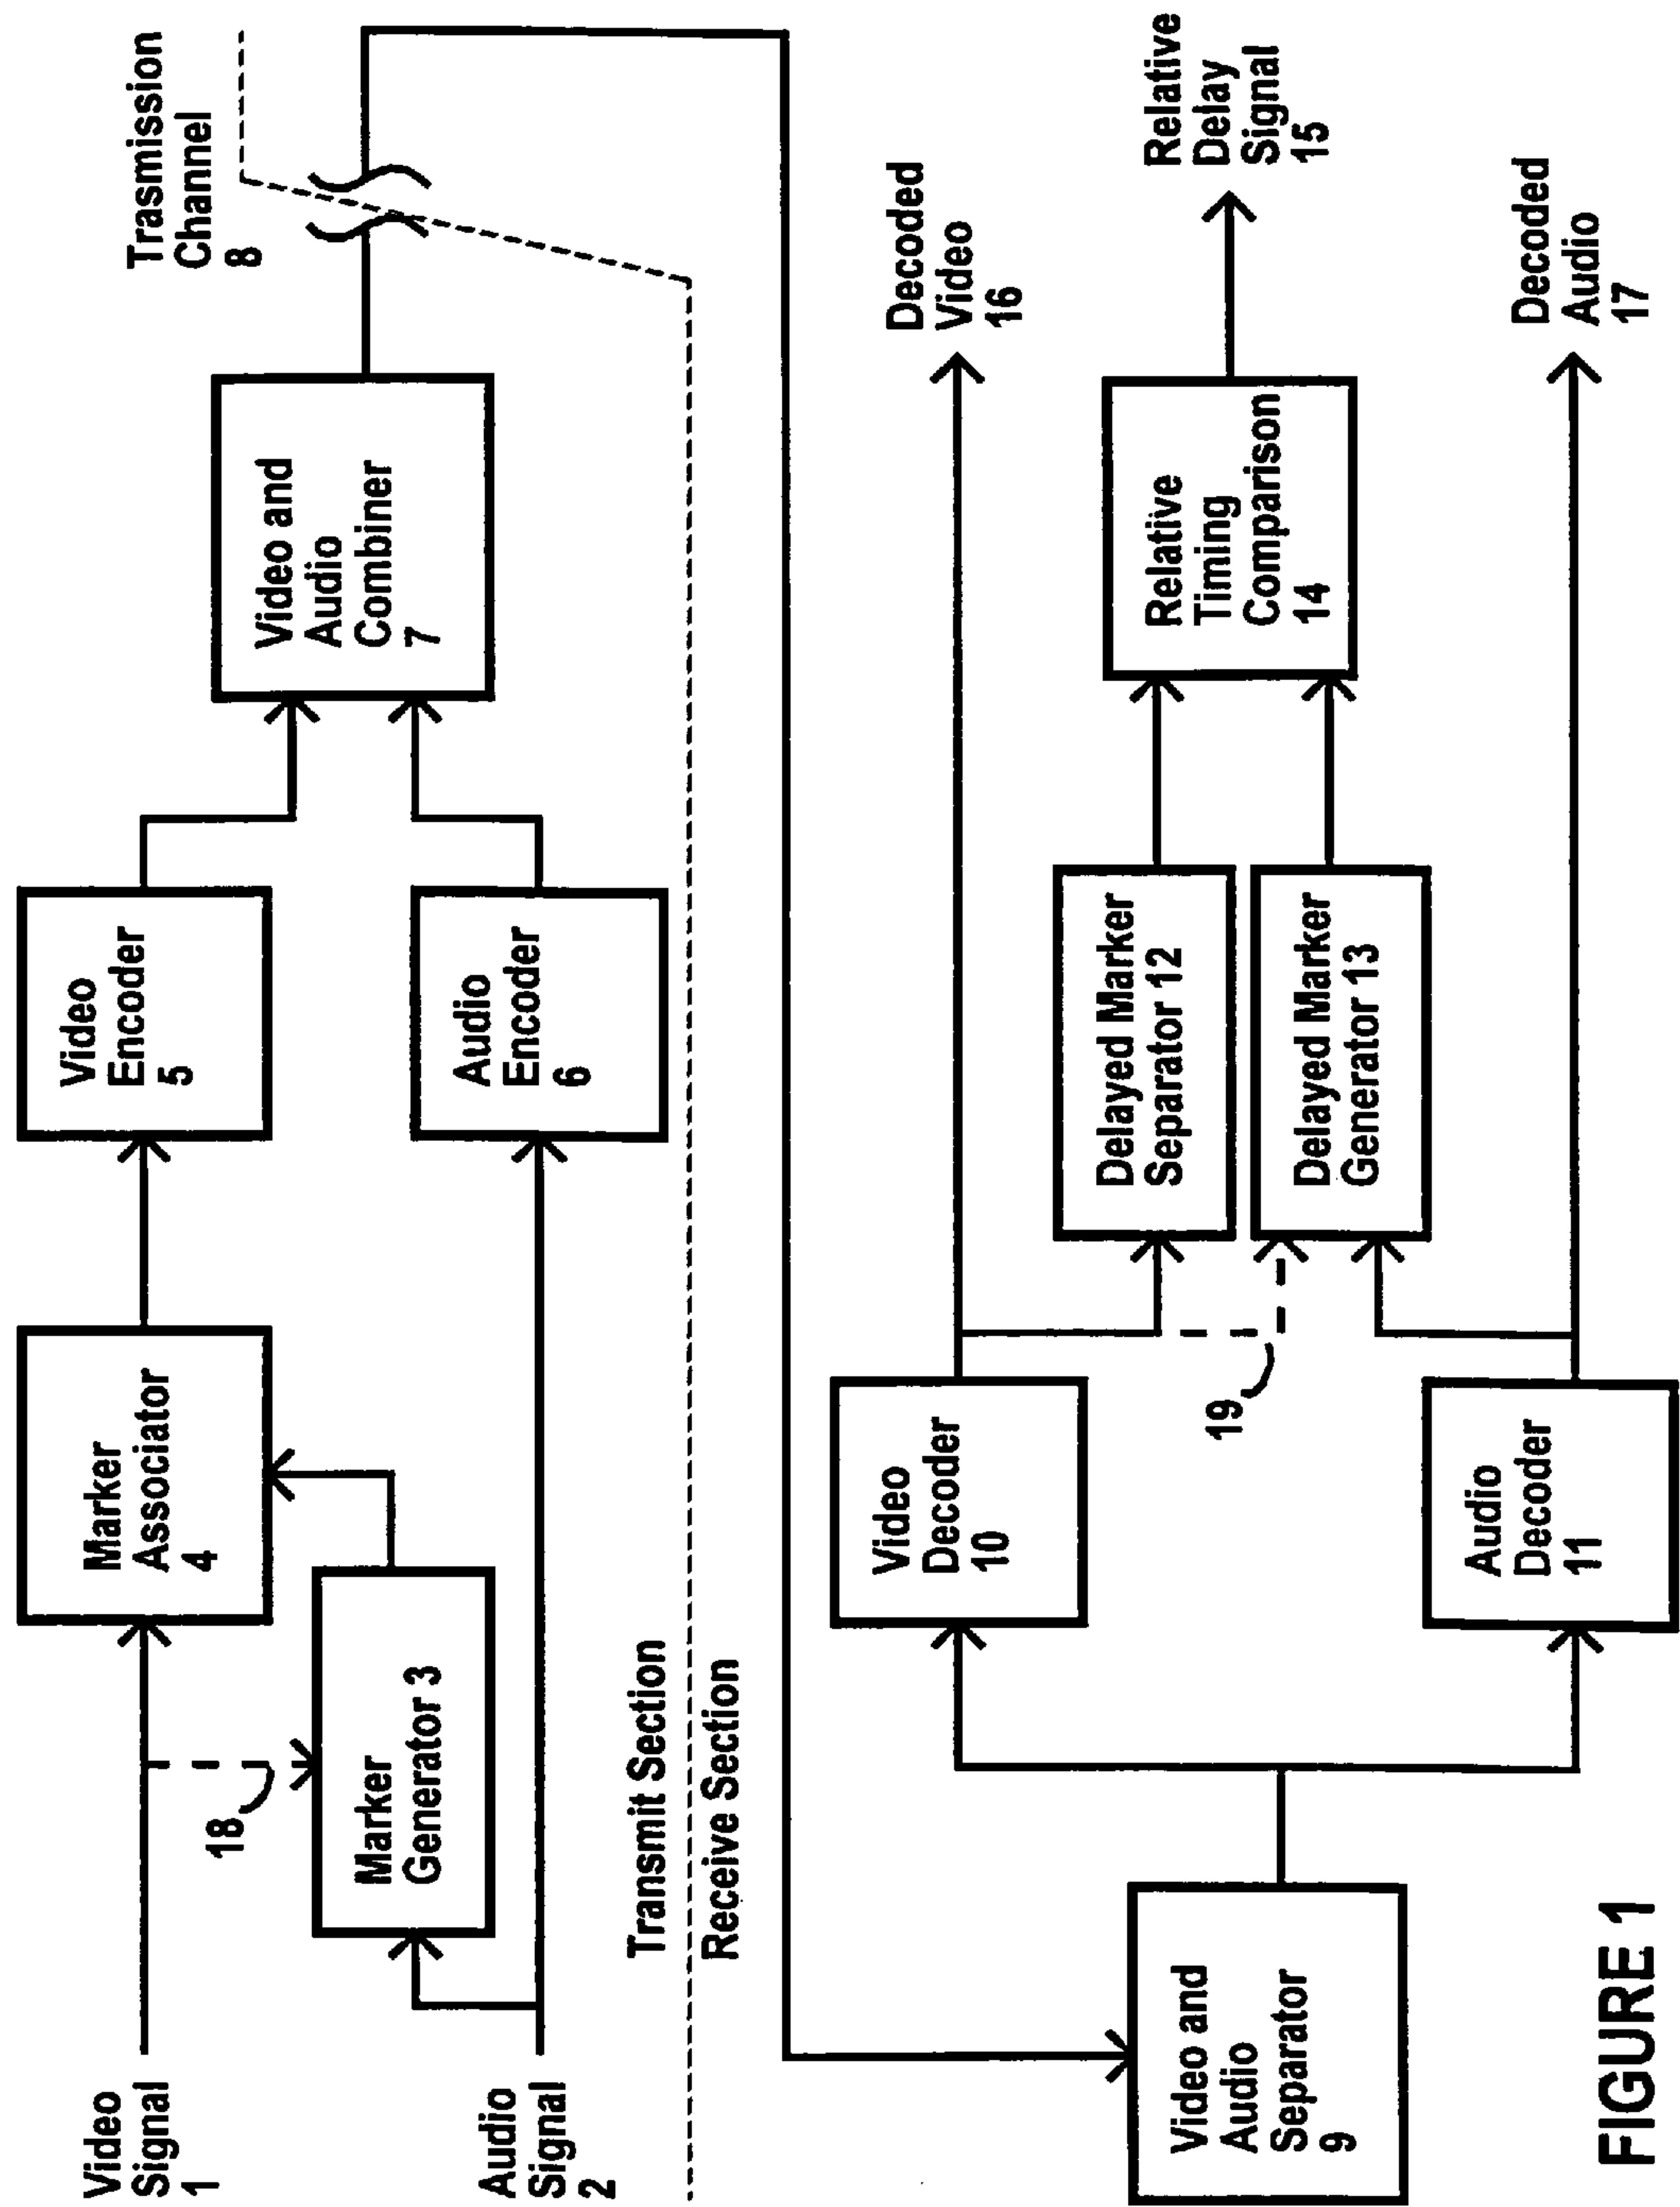 Video
Signal
1
Audio
Signal
2
18
Marker
Generator 3
Marker
Associator
4
Video
Encoder
5
Audio
Encoder
6
Video and
Audio
Combiner
7
Trasmission
Channel
8
Transmit Section
Receive Section
Video and
Audio
Separator
9
Video
Decoder
10
Audio
Decoder
11
19
Delayed Marker
Separator 12
Delayed Marker
Generator 13
Relative
Timing
Comparison
14
Decoded
Video
16
Relative
Delay
Signal
15
Decoded
Audio
17
FIGURE 1